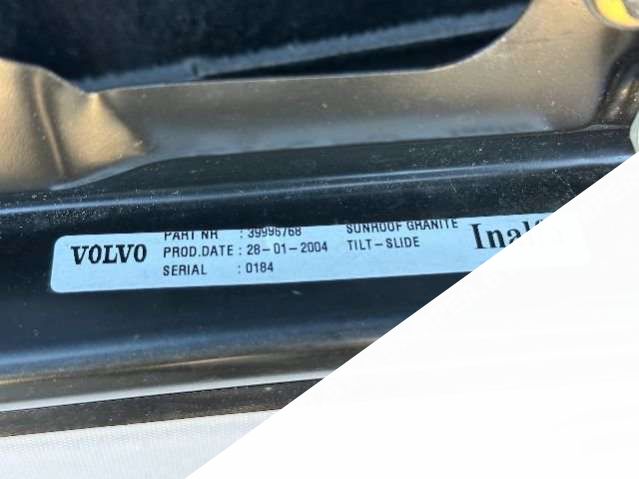 VOLVO
PART NR : 39996768 SUNROOF GRANITE
PROD.DATE : 28-01-2004 TILT-SLIDE
SERIAL : 0184